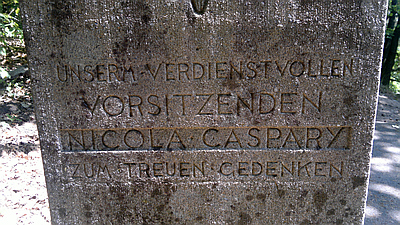 UNSERM-VERDIENSTVOLLEN
VORSITZENDEN
NICOLA CASPARY
ZUM·TREUEN·GEDENKEN